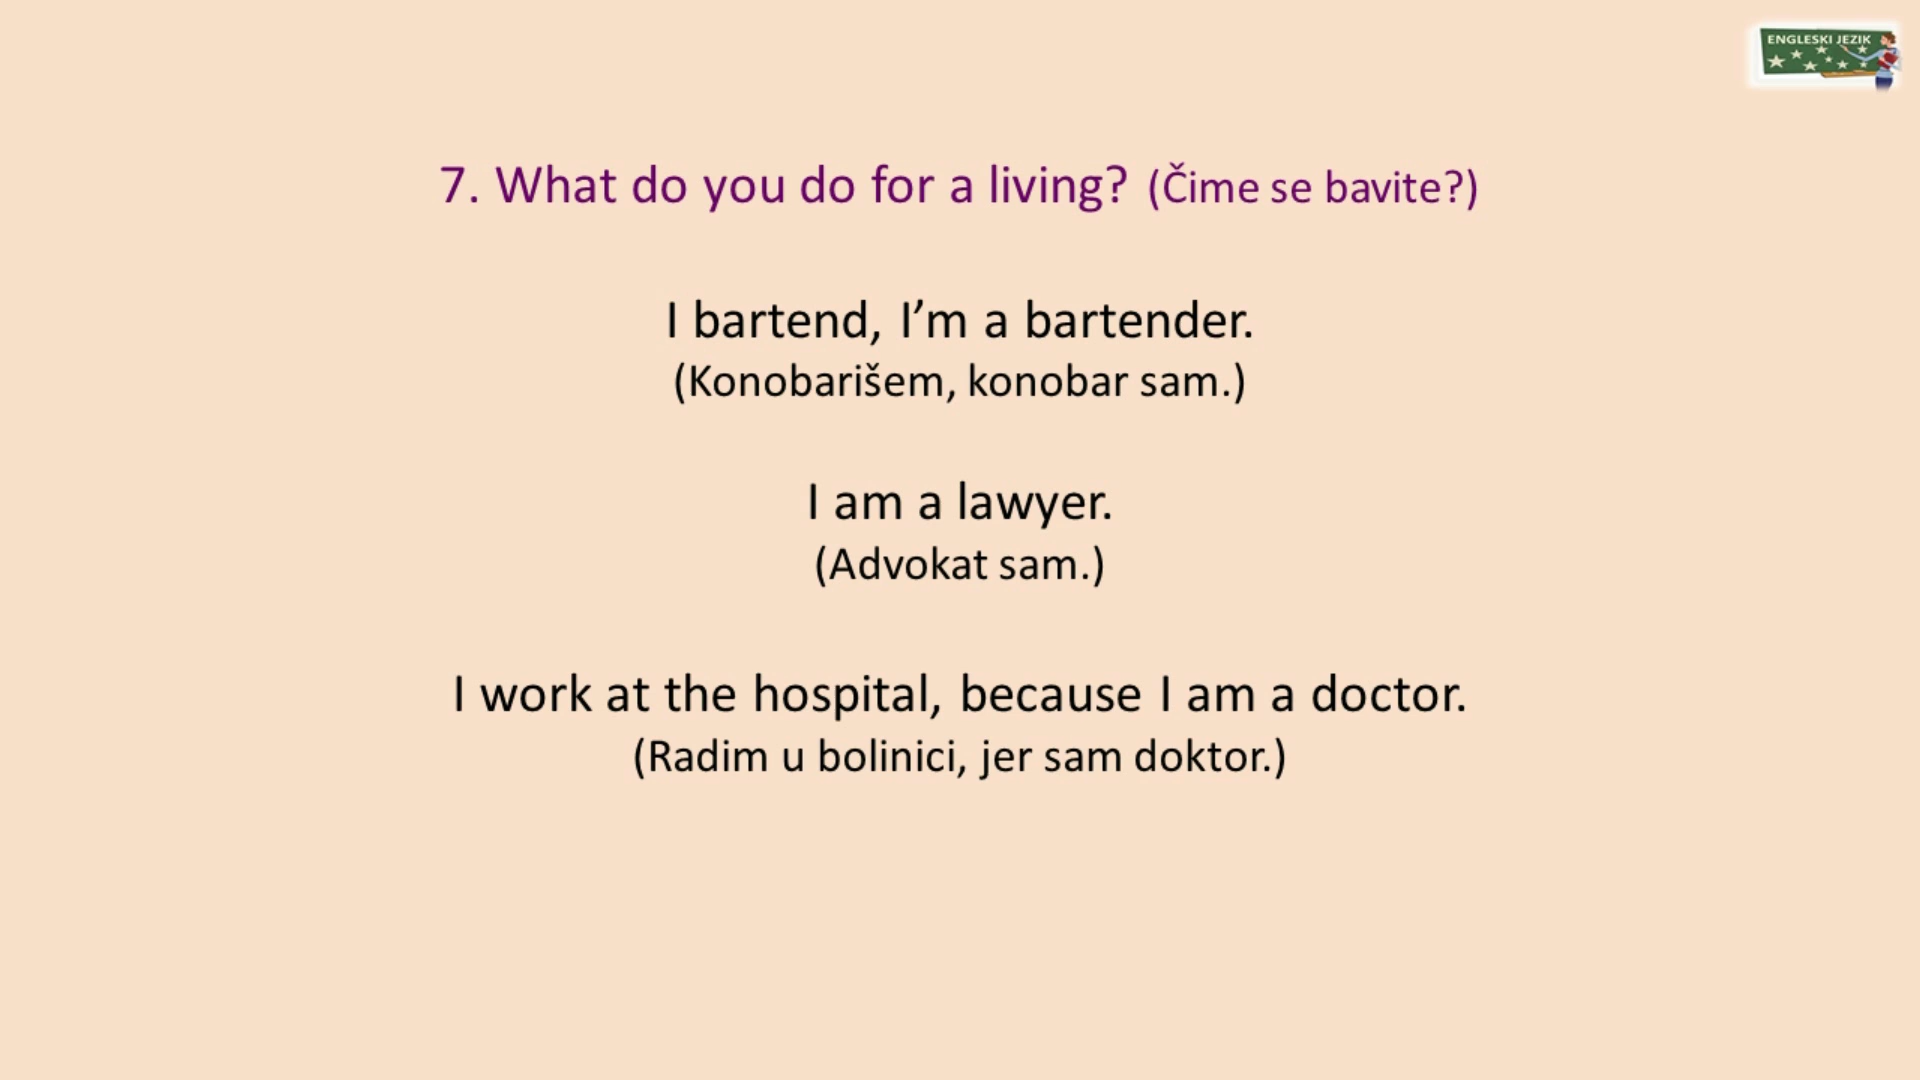 ENGLESKI JEZIK
7. What do you do for a living? (Čime se bavite?)
I bartend, I’m a bartender.
(Konobarišem, konobar sam.)
I am a lawyer.
(Advokat sam.)
I work at the hospital, because I am a doctor.
(Radim u bolinici, jer sam doktor.)